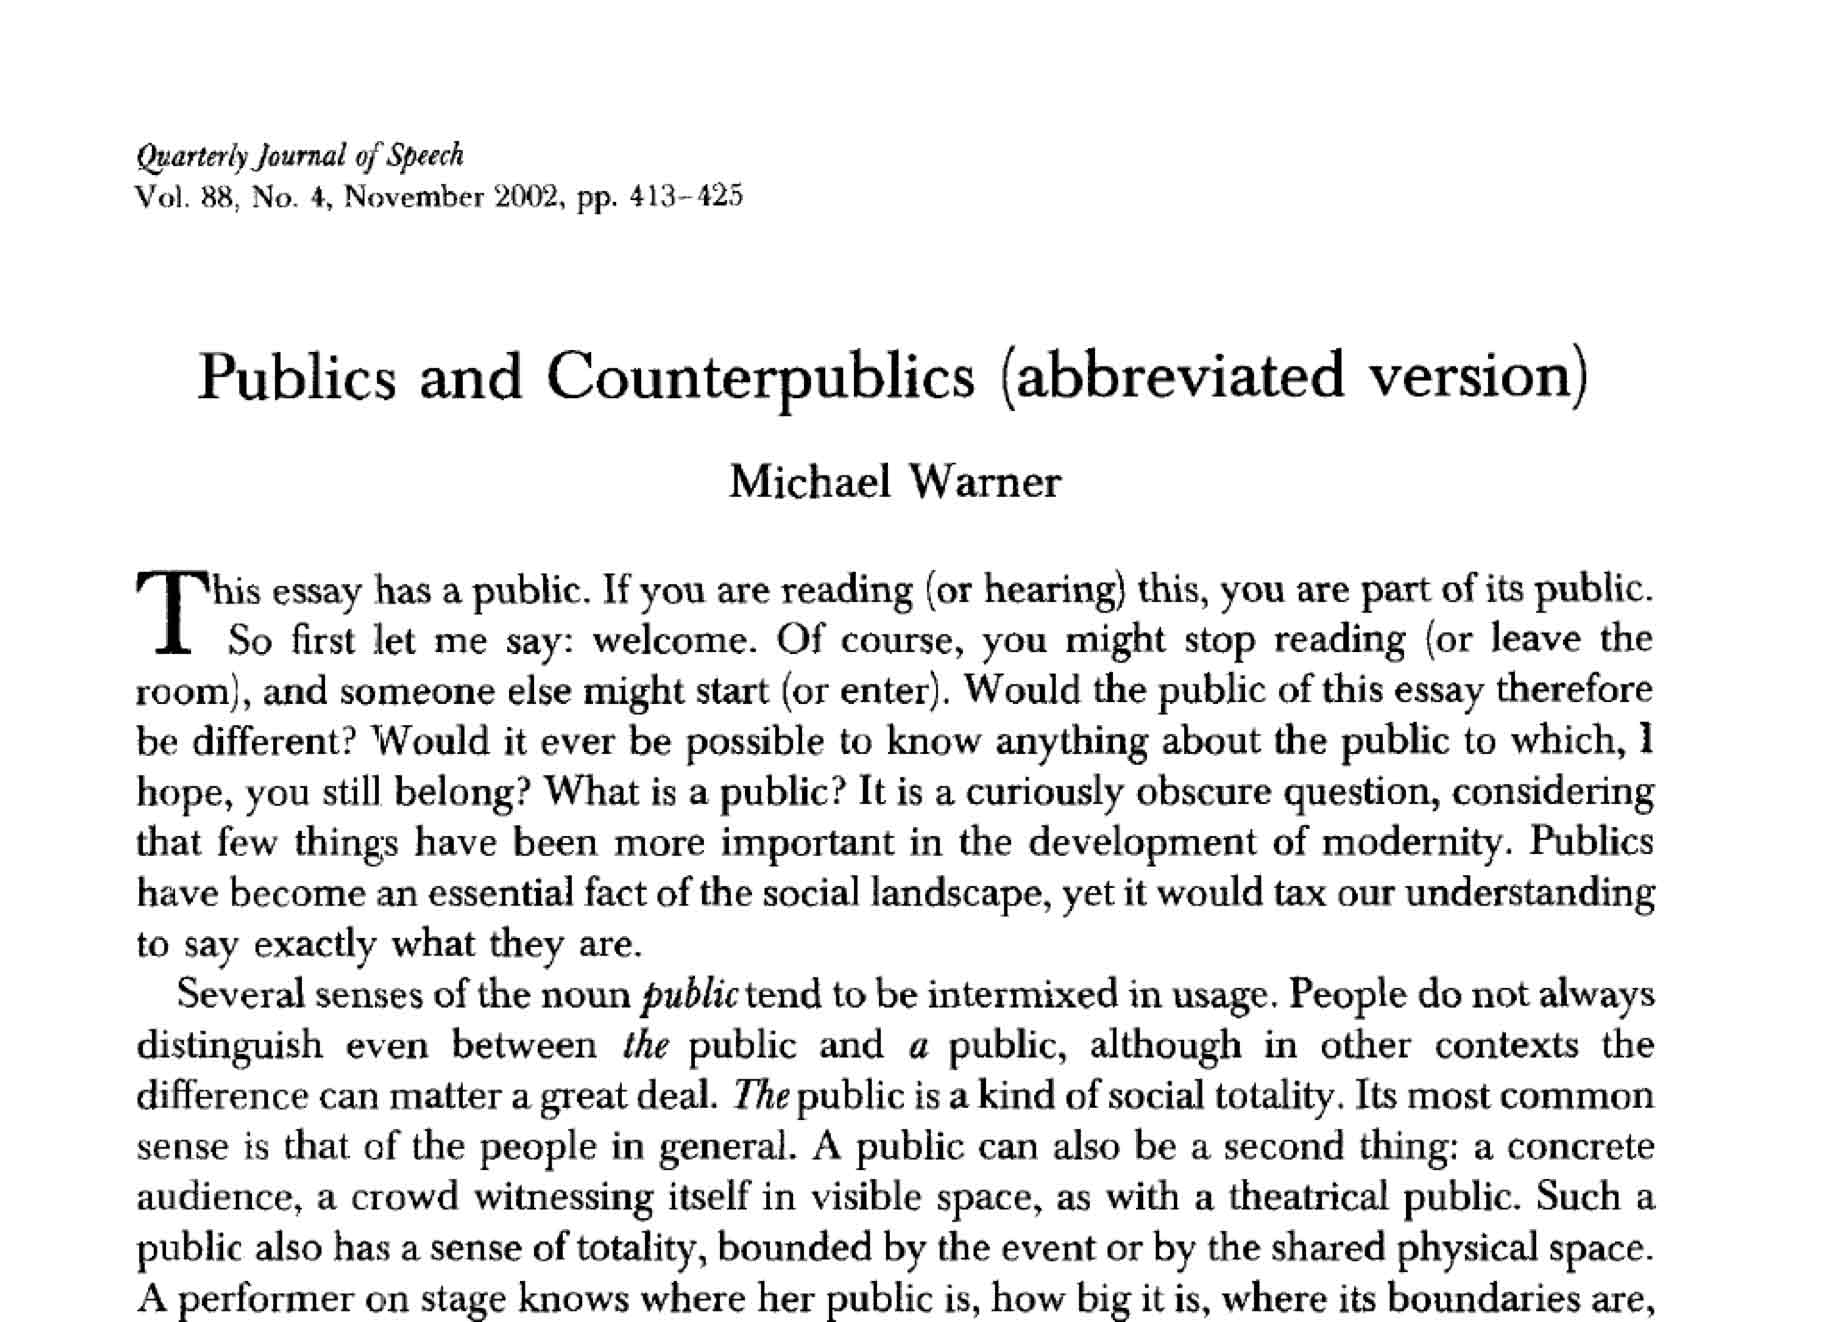 Quarterly Journal of Speech
Vol. 88, No. 4, November 2002, pp. 413–425
Publics and Counterpublics (abbreviated version)
Michael Warner
This essay has a public. If you are reading (or hearing) this, you are part of its public.
So first let me say: welcome. Of course, you might stop reading (or leave the
room), and someone else might start (or enter). Would the public of this essay therefore
be different? Would it ever be possible to know anything about the public to which, I
hope, you still belong? What is a public? It is a curiously obscure question, considering
that few things have been more important in the development of modernity. Publics
have become an essential fact of the social landscape, yet it would tax our understanding
to say exactly what they are.
Several senses of the noun public tend to be intermixed in usage. People do not always
distinguish even between the public and a public, although in other contexts the
difference can matter a great deal. The public is a kind of social totality. Its most common
sense is that of the people in general. A public can also be a second thing: a concrete
audience, a crowd witnessing itself in visible space, as with a theatrical public. Such a
public also has a sense of totality, bounded by the event or by the shared physical space.
A performer on stage knows where her public is, how big it is, where its boundaries are,